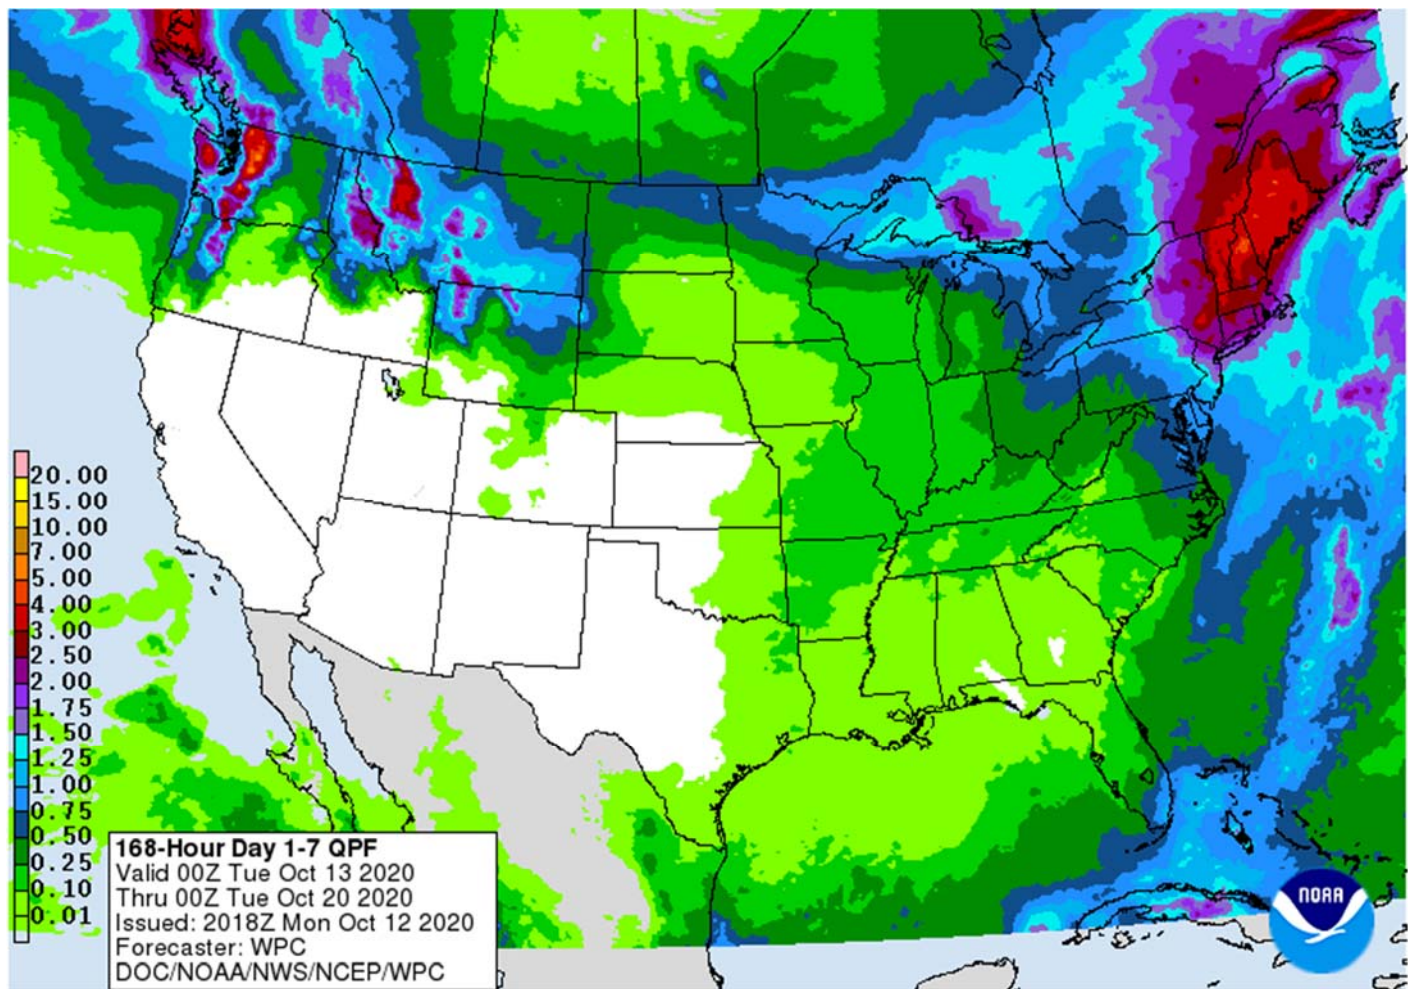 20.00
15.00
10.00
7.00
5.00
4.00
3.00
2.50
2.00
1.75
1.50
1.25
1.00
0.75
0.50
0.25
0.10
0.01
168-Hour Day 1-7 QPF
Valid 00Z Tue Oct 13 2020
Thru 00Z Tue Oct 20 2020
Issued: 2018Z Mon Oct 12 2020
Forecaster: WPC
DOC/NOAA/NWS/NCEP/WPC
NOAA